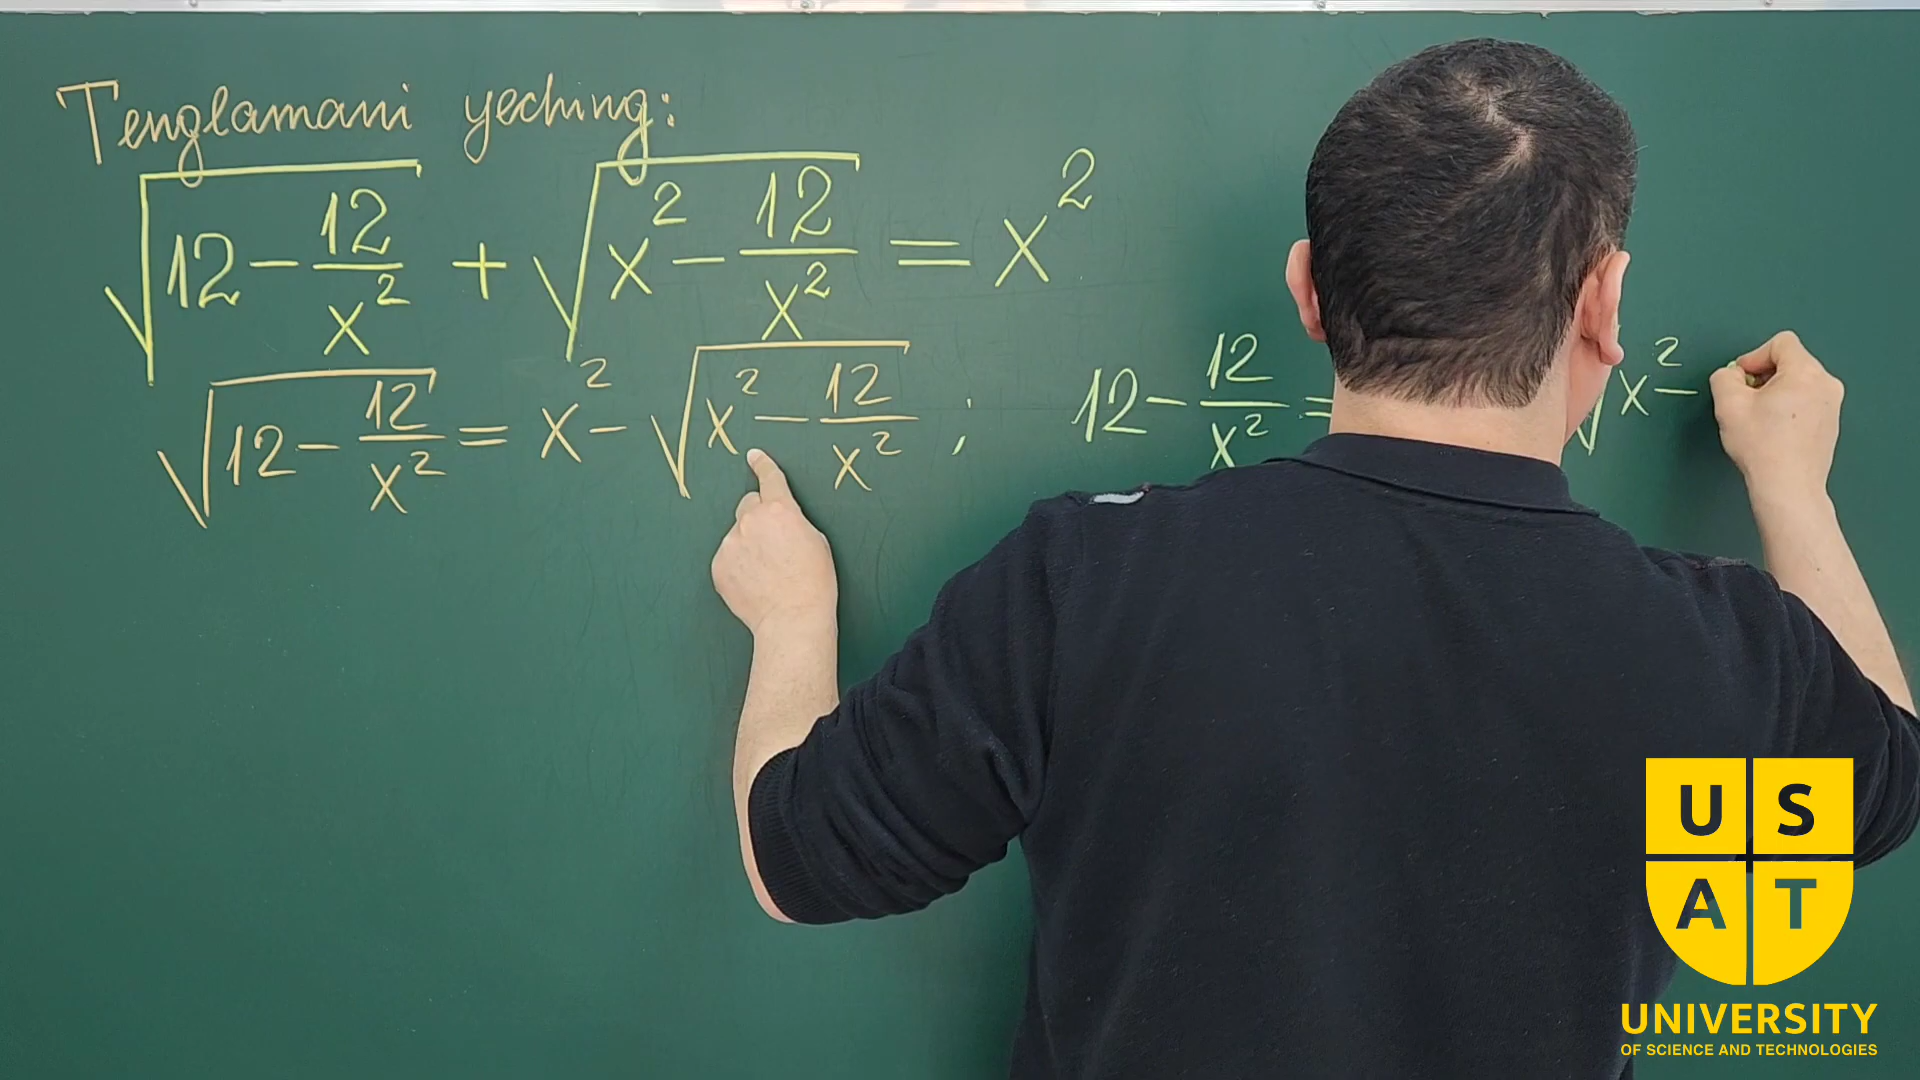 Tenglamani yeching:
√(12 − 12/x²) + √(x² − 12/x²) = x²
√(12 − 12/x²) = x² − √(x² − 12/x²) ;
12 − 12/x² =
√x² −
U S
A T
UNIVERSITY
OF SCIENCE AND TECHNOLOGIES